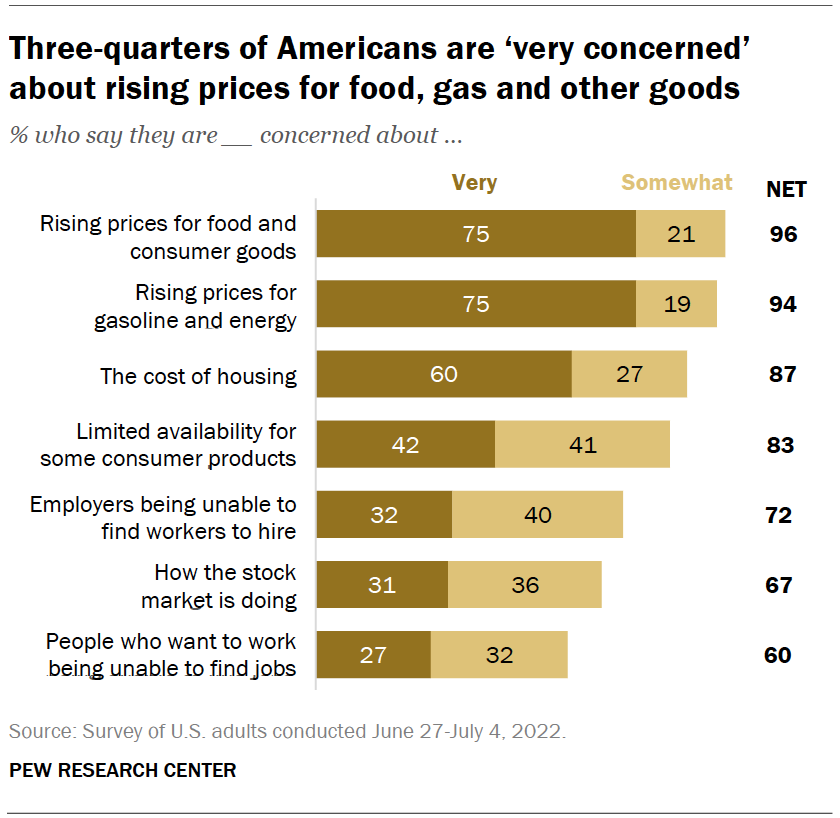 Three-quarters of Americans are ‘very concerned’
about rising prices for food, gas and other goods
% who say they are __ concerned about ...
Very Somewhat NET
Rising prices for food and
consumer goods
75 21 96
Rising prices for
gasoline and energy
75 19 94
The cost of housing
60 27 87
Limited availability for
some consumer products
42 41 83
Employers being unable to
find workers to hire
32 40 72
How the stock
market is doing
31 36 67
People who want to work
being unable to find jobs
27 32 60
Source: Survey of U.S. adults conducted June 27-July 4, 2022.
PEW RESEARCH CENTER